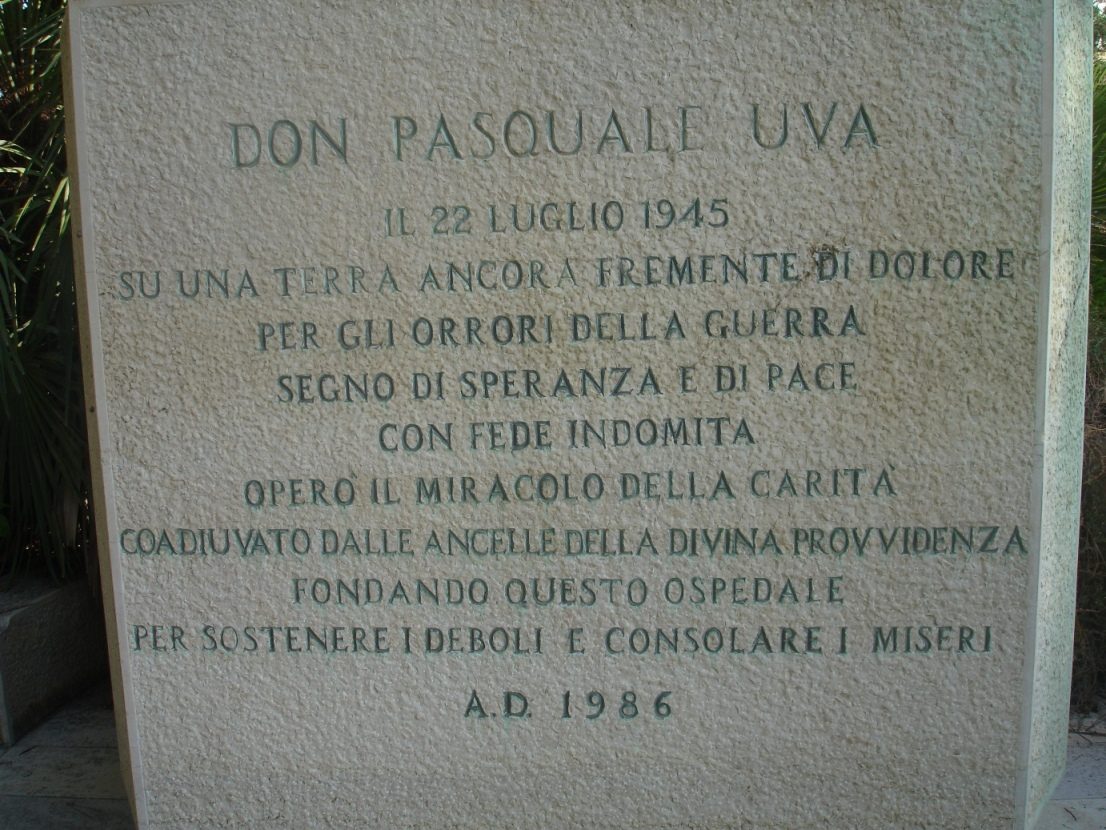 DON PASQUALE UVA
IL 22 LUGLIO 1945
SU UNA TERRA ANCORA FREMENTE DI DOLORE
PER GLI ORRORI DELLA GUERRA
SEGNO DI SPERANZA E DI PACE
CON FEDE INDOMITA
OPERÒ IL MIRACOLO DELLA CARITÀ
COADIUVATO DALLE ANCELLE DELLA DIVINA PROVVIDENZA
FONDANDO QUESTO OSPEDALE
PER SOSTENERE I DEBOLI E CONSOLARE I MISERI
A.D. 1986